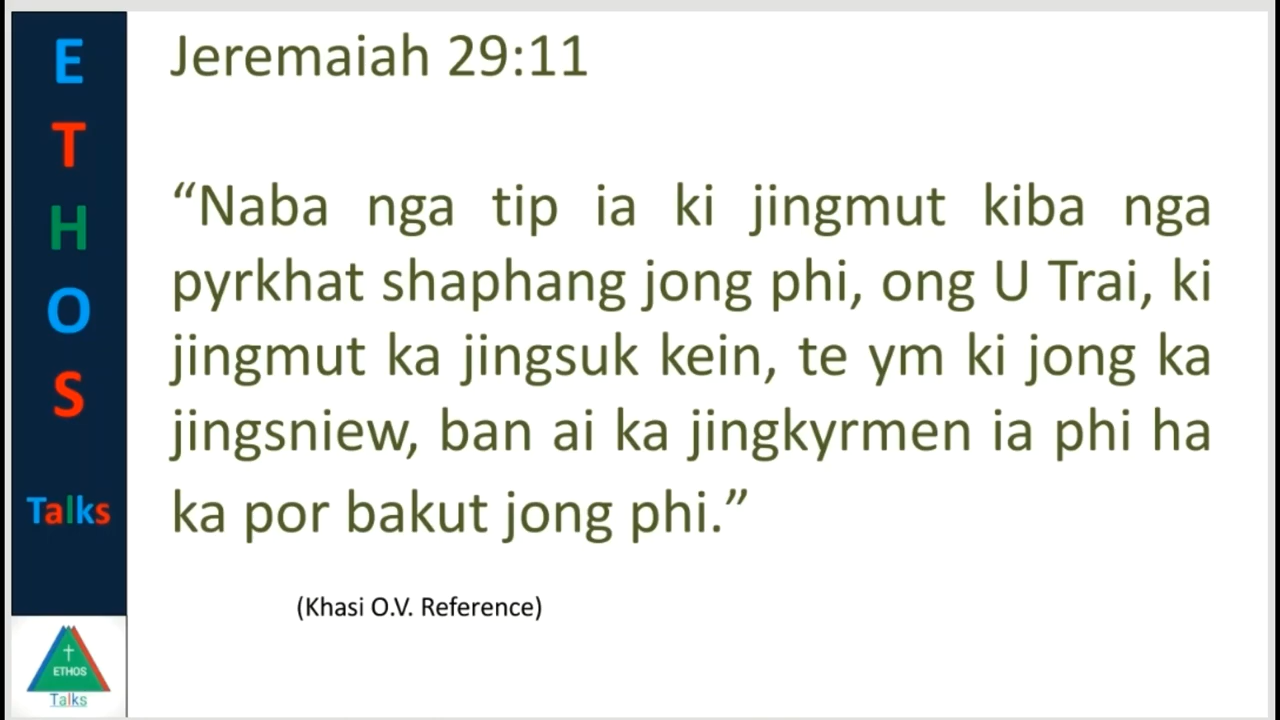 E
T
H
O
S
Talks
ETHOS
Talks
Jeremaiah 29:11
“Naba nga tip ia ki jingmut kiba nga
pyrkhat shaphang jong phi, ong U Trai, ki
jingmut ka jingsuk kein, te ym ki jong ka
jingsniew, ban ai ka jingkyrmen ia phi ha
ka por bakut jong phi.”
(Khasi O.V. Reference)